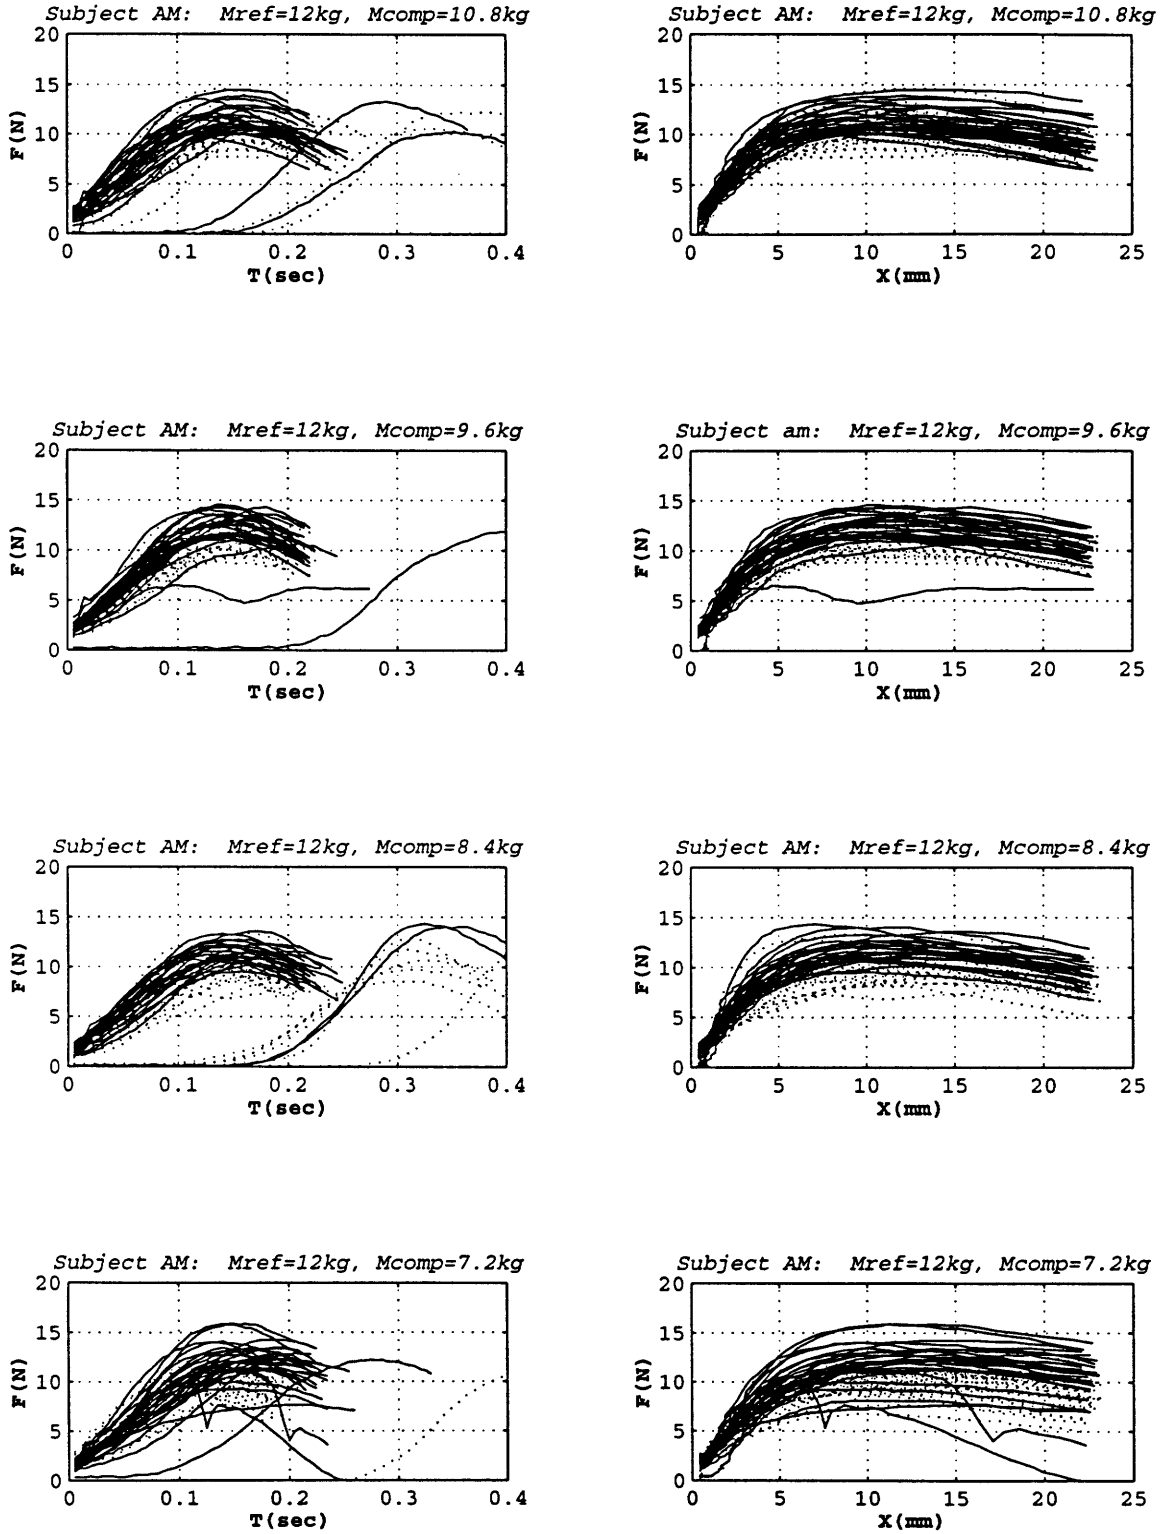 Subject AM: Mref=12kg, Mcomp=10.8kg
20
15
10
5
0
F(N)
0 0.1 0.2 0.3 0.4
T(sec)
Subject AM: Mref=12kg, Mcomp=10.8kg
20
15
10
5
0
F(N)
0 5 10 15 20 25
X(mm)
Subject AM: Mref=12kg, Mcomp=9.6kg
20
15
10
5
0
F(N)
0 0.1 0.2 0.3 0.4
T(sec)
Subject am: Mref=12kg, Mcomp=9.6kg
20
15
10
5
0
F(N)
0 5 10 15 20 25
X(mm)
Subject AM: Mref=12kg, Mcomp=8.4kg
20
15
10
5
0
F(N)
0 0.1 0.2 0.3 0.4
T(sec)
Subject AM: Mref=12kg, Mcomp=8.4kg
20
15
10
5
0
F(N)
0 5 10 15 20 25
X(mm)
Subject AM: Mref=12kg, Mcomp=7.2kg
20
15
10
5
0
F(N)
0 0.1 0.2 0.3 0.4
T(sec)
Subject AM: Mref=12kg, Mcomp=7.2kg
20
15
10
5
0
F(N)
0 5 10 15 20 25
X(mm)